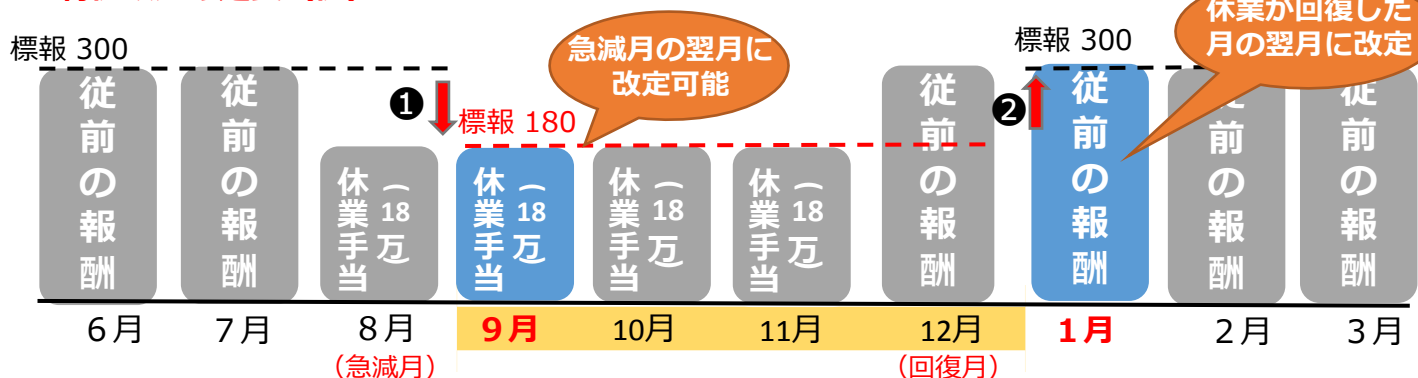 休業が回復した
月の翌月に改定
急減月の翌月に
改定可能
標報 300
標報 300
❶
❷
標報 180
従前の報酬
従前の報酬
休業手当
（18万）
休業手当
（18万）
休業手当
（18万）
休業手当
（18万）
従前の報酬
従前の報酬
前の報酬
従前の報酬
6月
7月
8月
9月
10月
11月
12月
1月
2月
3月
（急減月）
（回復月）